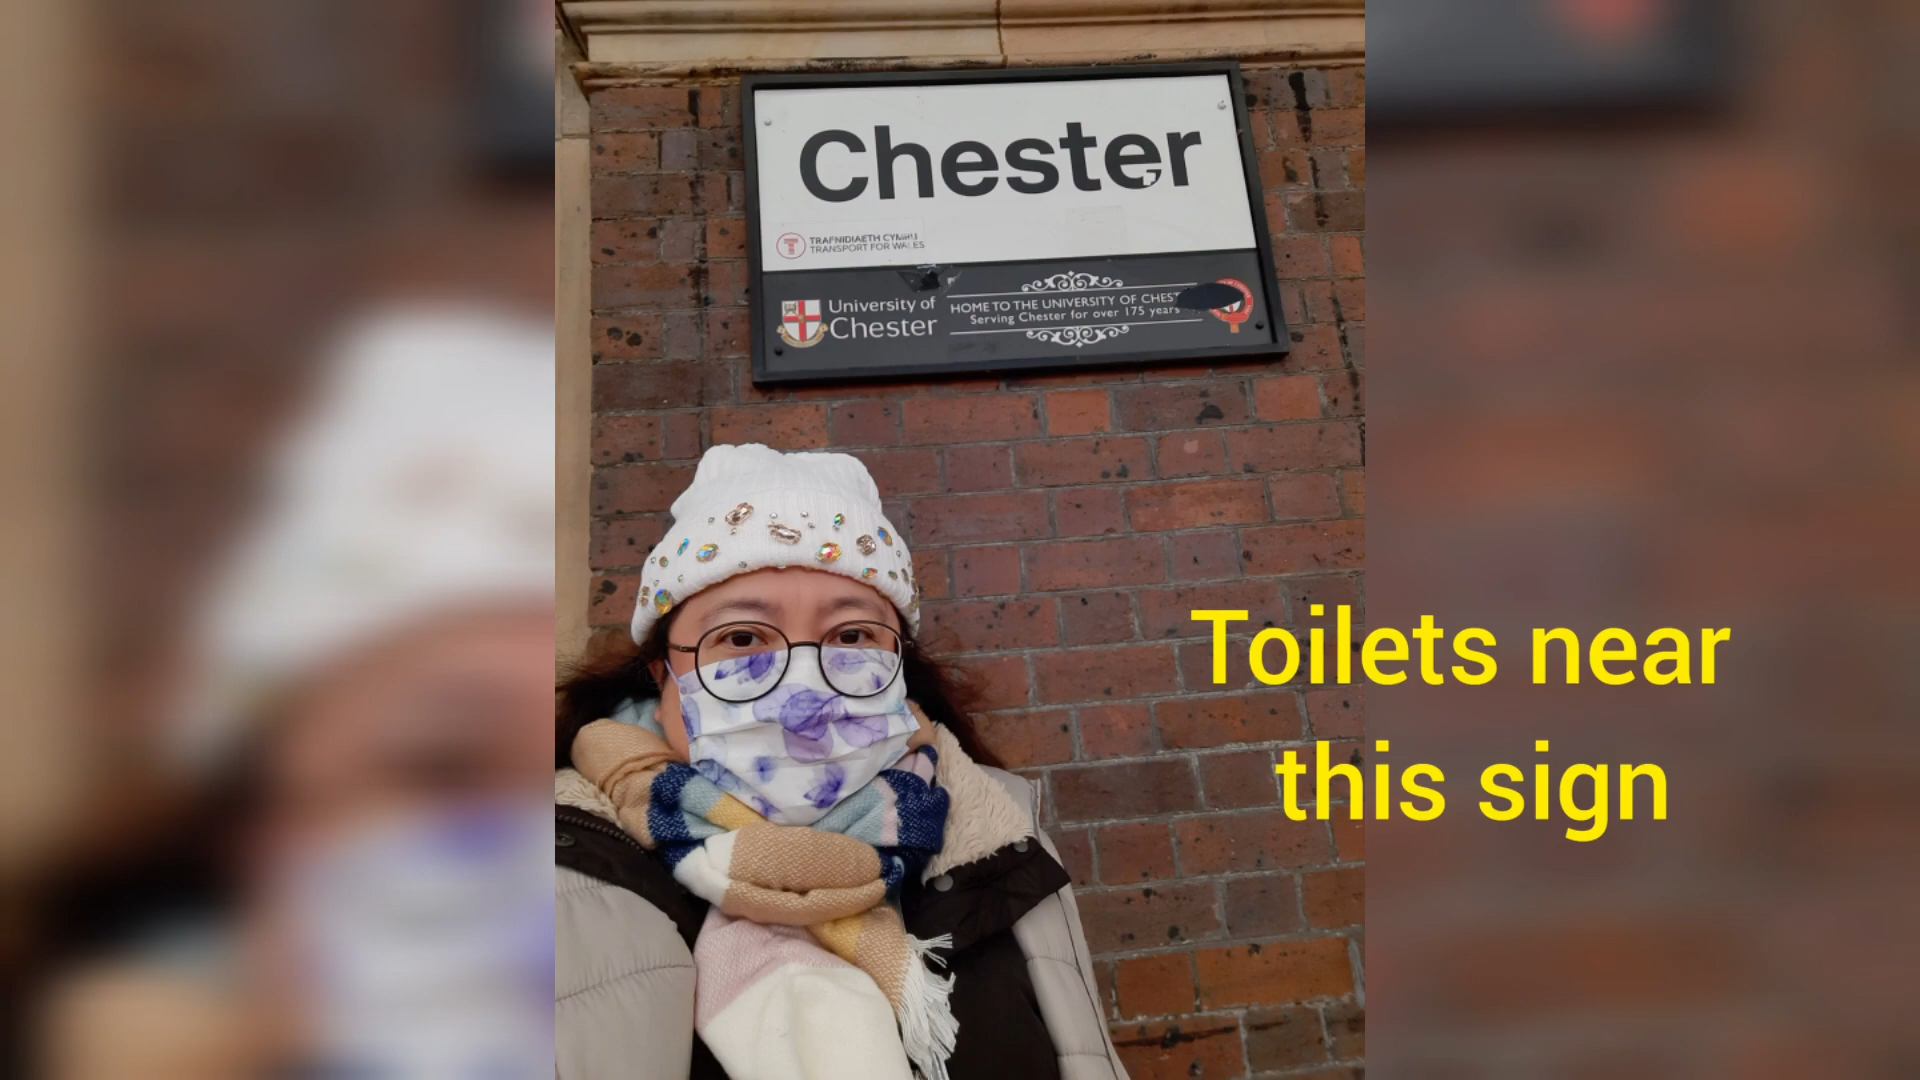 Chester
TRAFNIDIAETH CYMRU
TRANSPORT FOR WALES
University of
Chester
HOME TO THE UNIVERSITY OF
Serving Chester for over 175 years
Toilets near
this sign